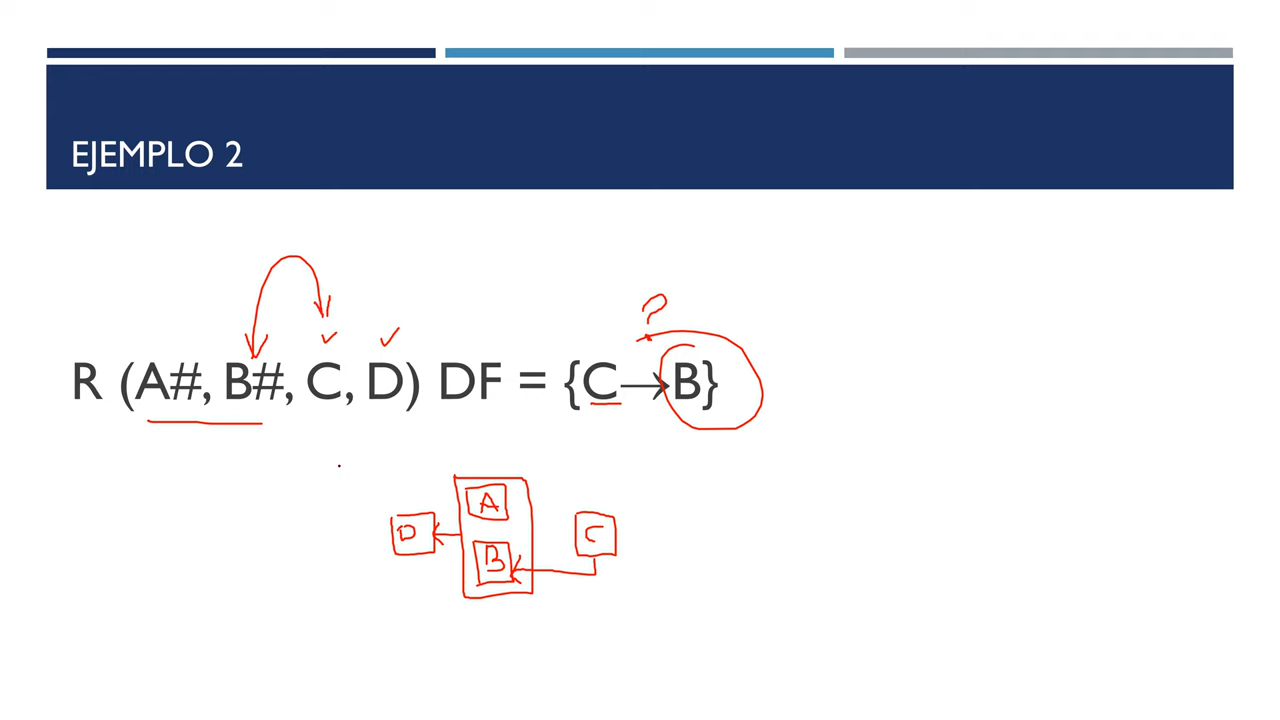 EJEMPLO 2
?
R (A#, B#, C, D) DF = {C→B}
A
D
C
B